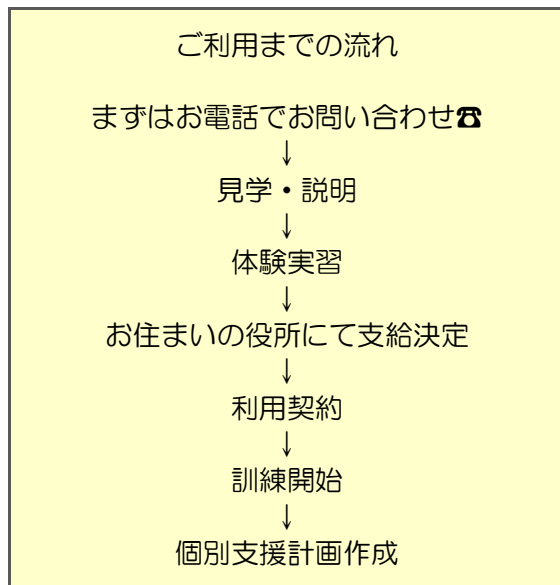 ご利用までの流れ
まずはお電話でお問い合わせ☎
↓
見学・説明
↓
体験実習
↓
お住まいの役所にて支給決定
↓
利用契約
↓
訓練開始
↓
個別支援計画作成